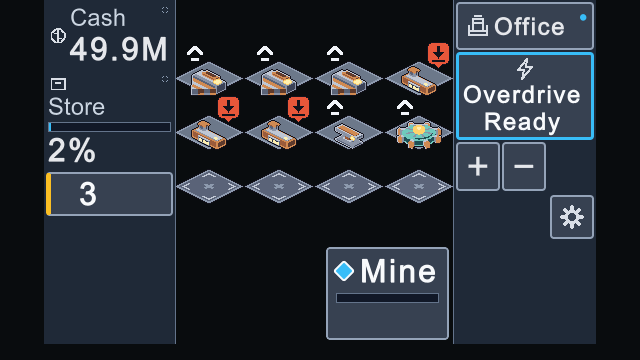 Cash
49.9M
Store
2%
3
Office
Overdrive
Ready
+ −
Mine